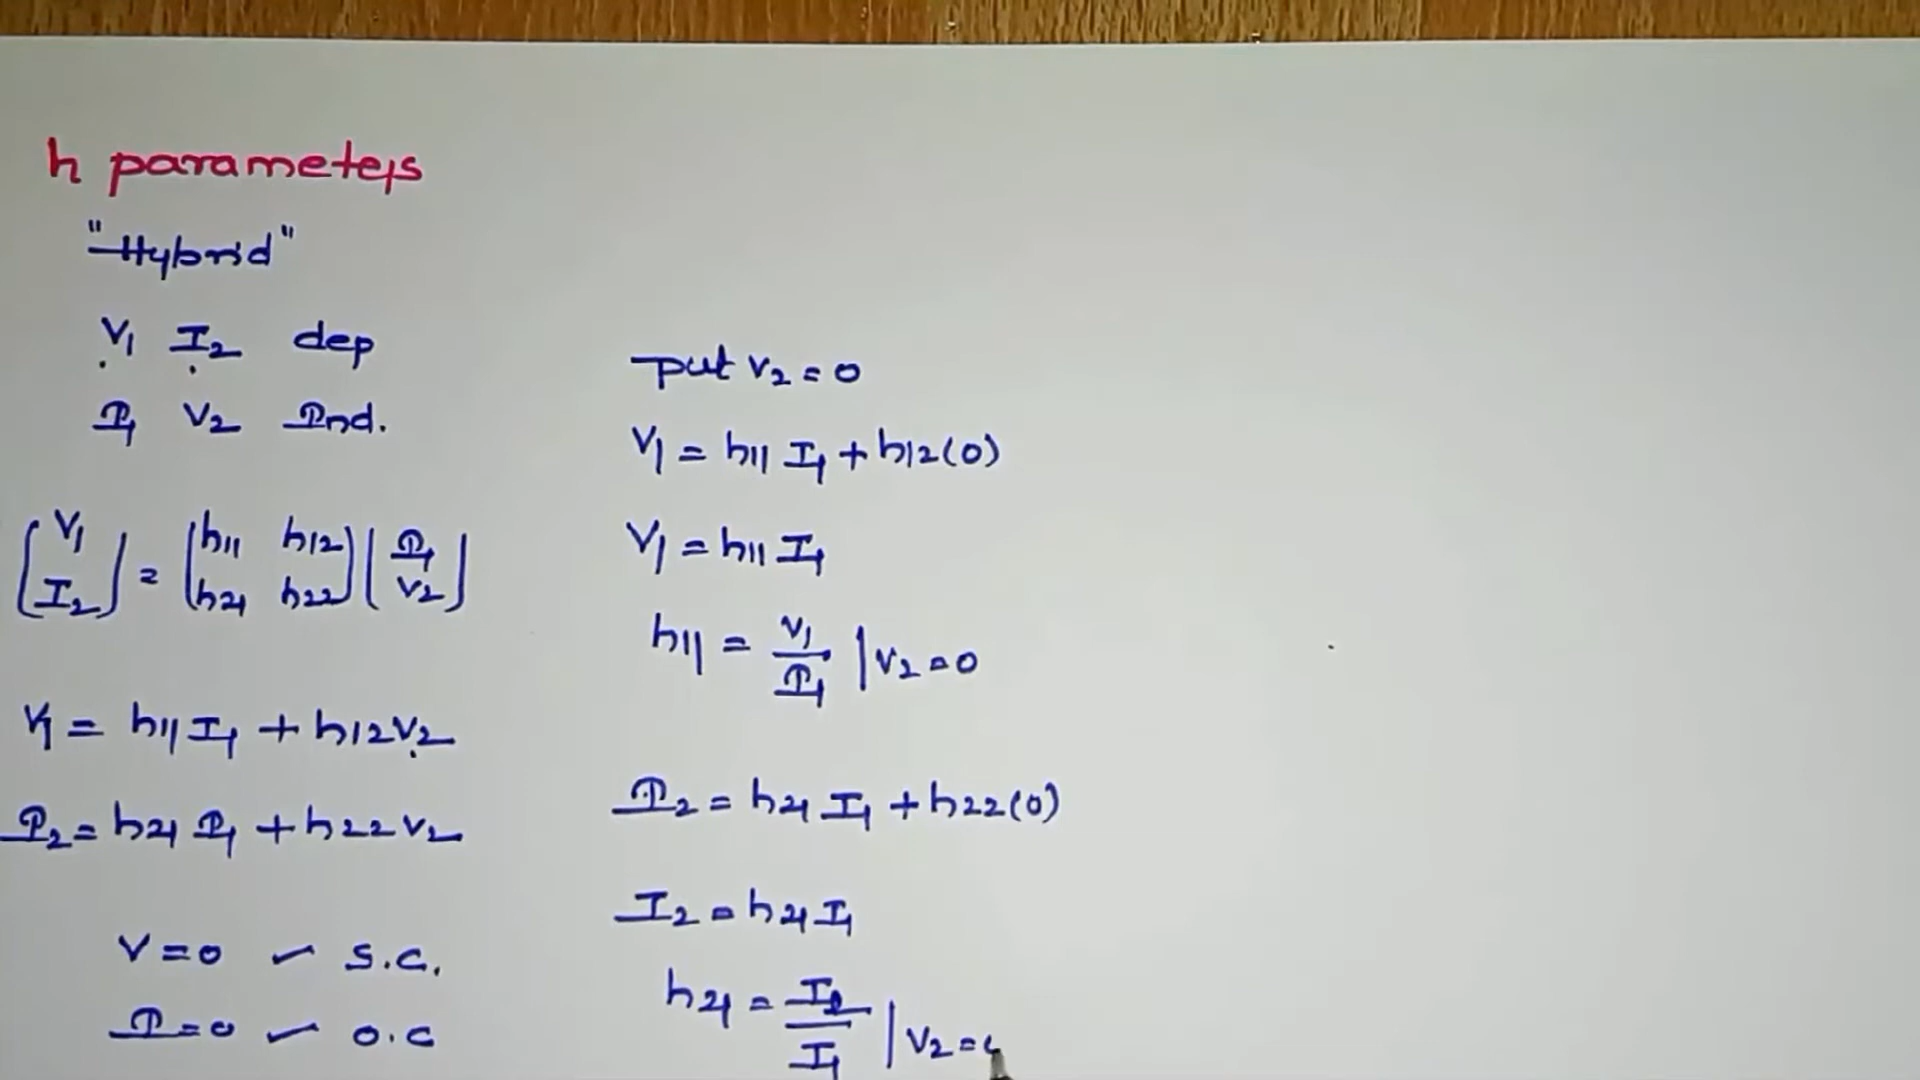 h parameters
"Hybrid"
V1 I2 dep
I1 V2 Ind.
[V1 I2] = [h11 h12 h21 h22] [I1 V2]
V1 = h11 I1 + h12 V2
I2 = h21 I1 + h22 V2
V=0 – S.C.
I=0 – O.C
put V2 = 0
V1 = h11 I1 + h12(0)
V1 = h11 I1
h11 = V1/I1 | V2=0
I2 = h21 I1 + h22(0)
I2 = h21 I1
h21 = I2/I1 | V2=